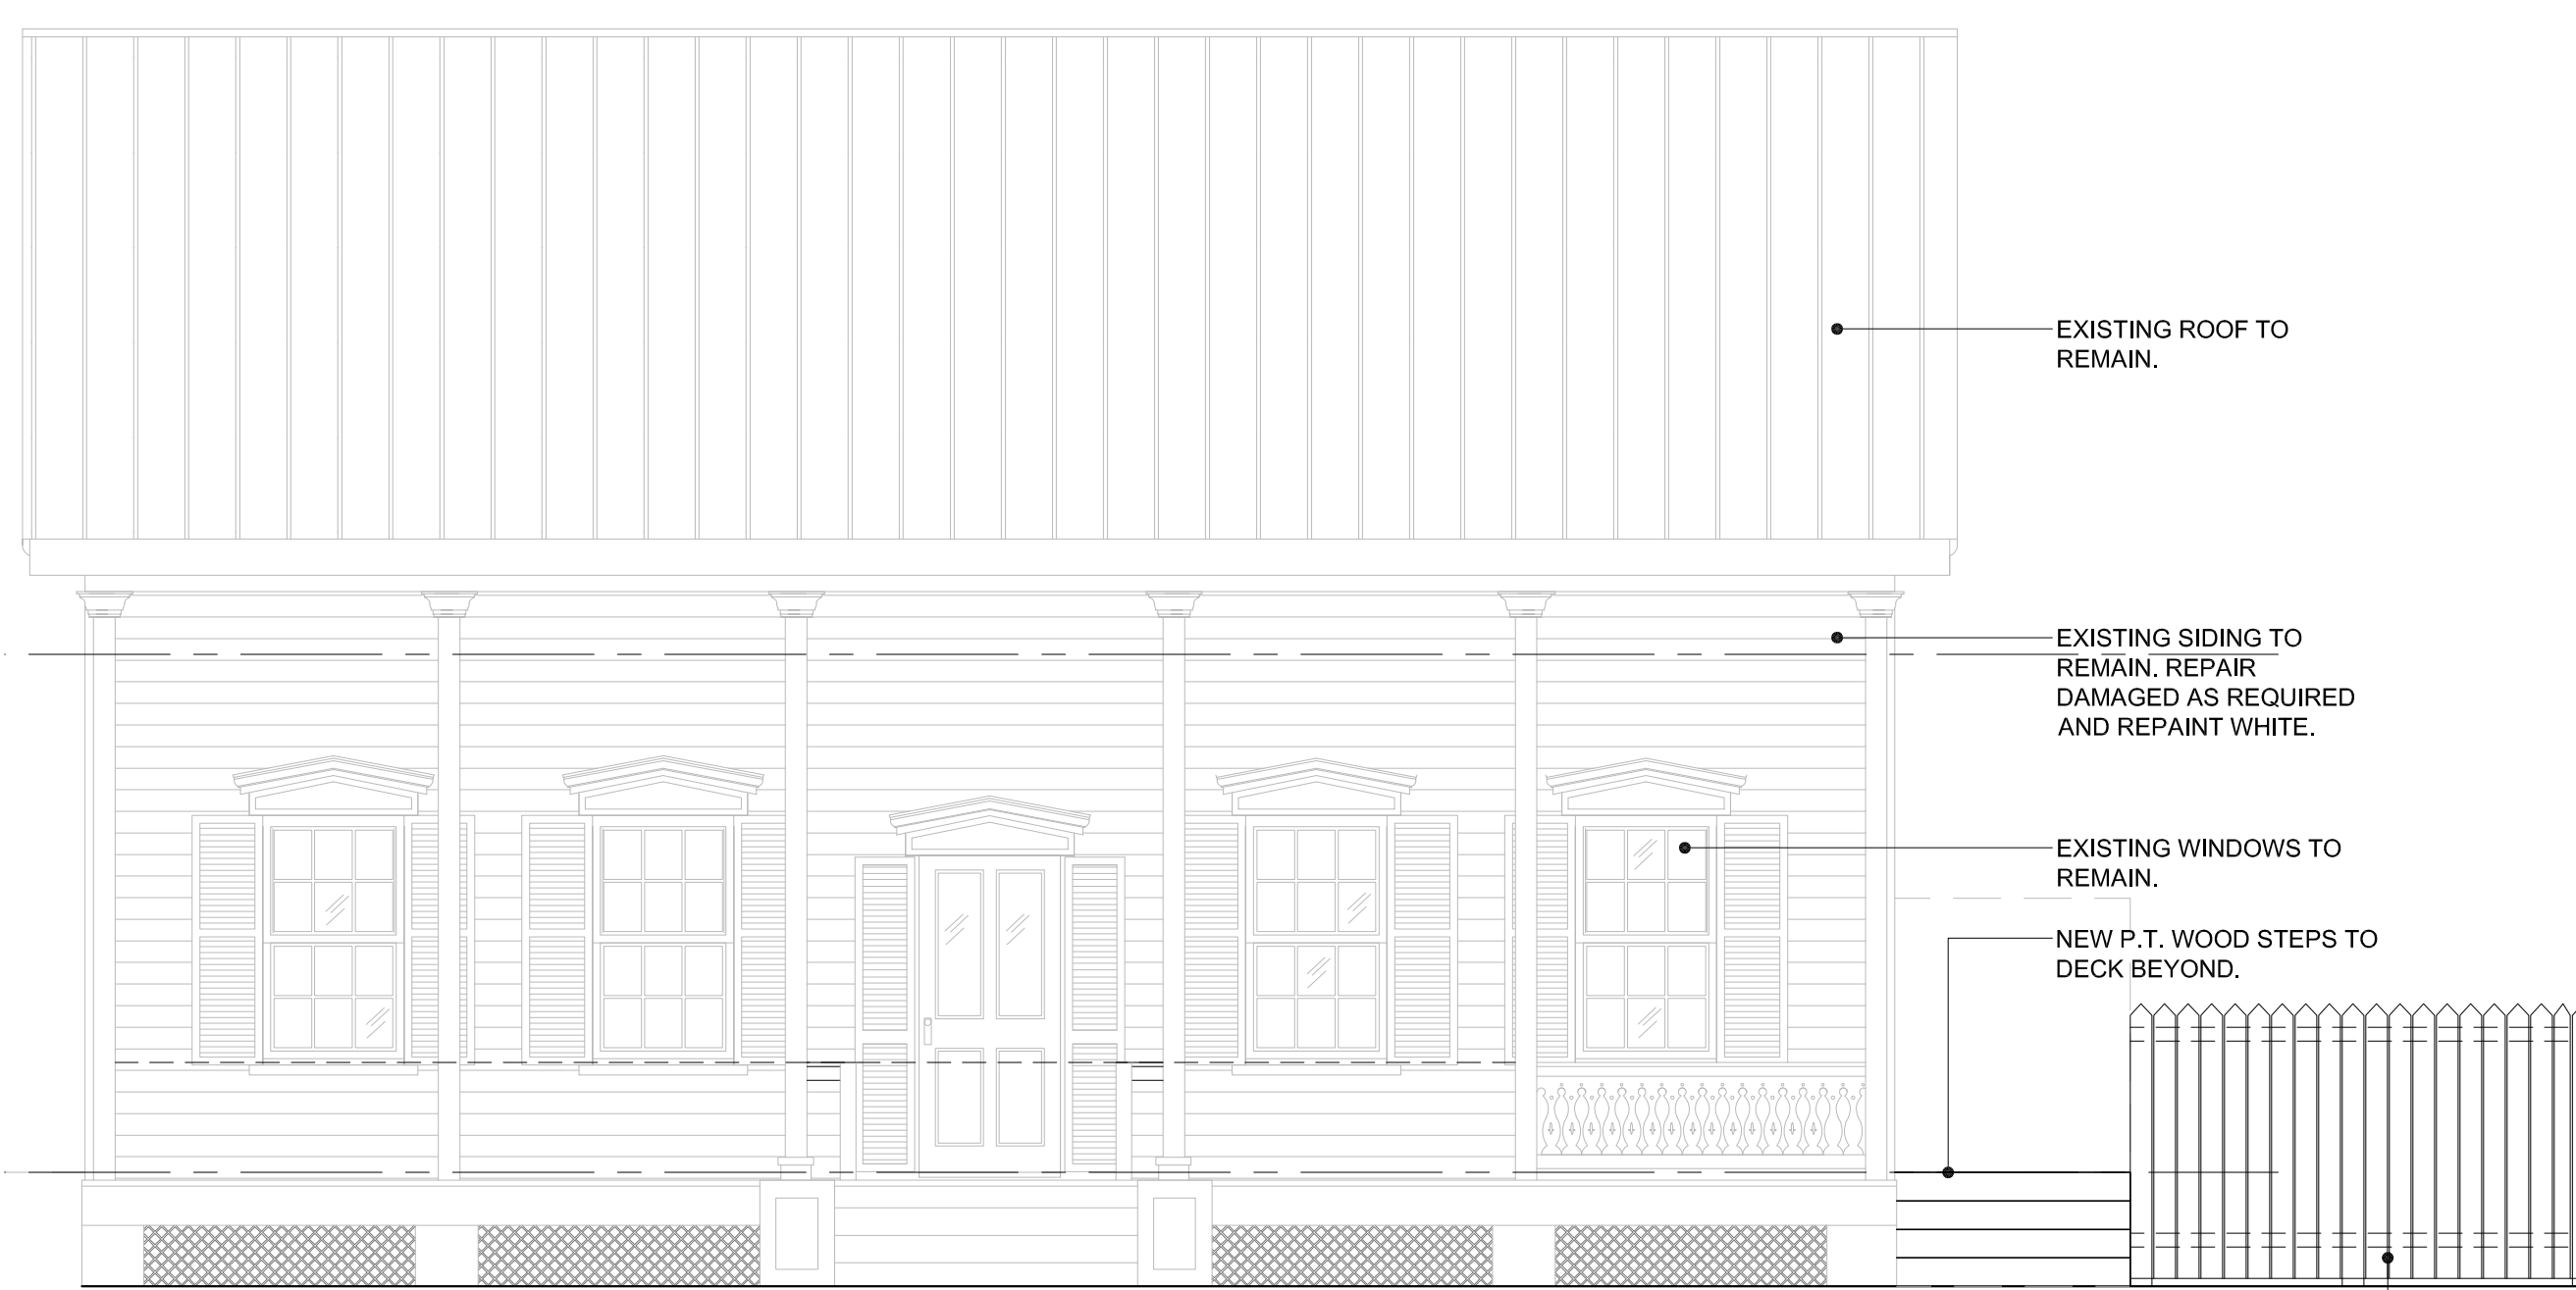 EXISTING ROOF TO
REMAIN.
EXISTING SIDING TO
REMAIN. REPAIR
DAMAGED AS REQUIRED
AND REPAINT WHITE.
EXISTING WINDOWS TO
REMAIN.
NEW P.T. WOOD STEPS TO
DECK BEYOND.